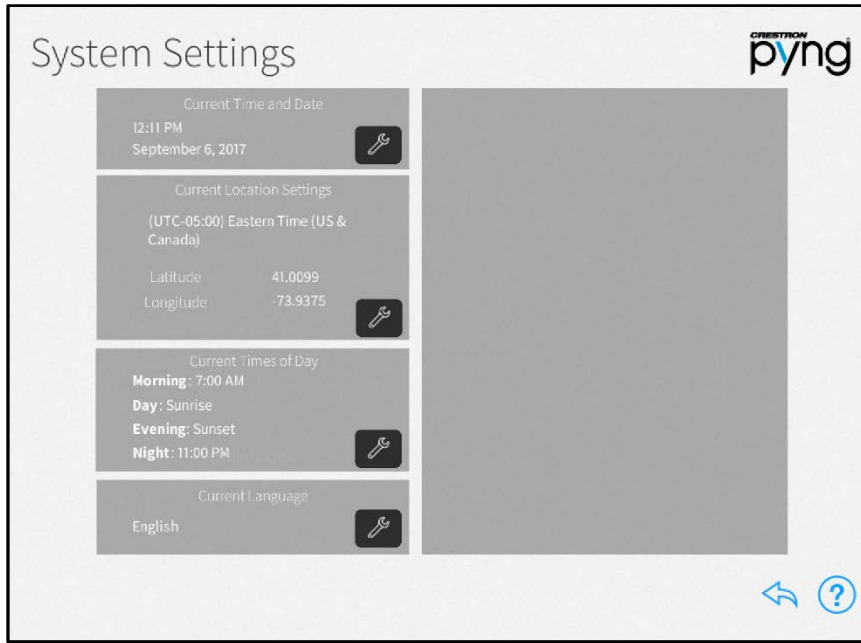 System Settings
CRESTRON
pyng
Current Time and Date
12:11 PM
September 6, 2017
Current Location Settings
(UTC-05:00) Eastern Time (US &
Canada)
Latitude 41.0099
Longitude -73.9375
Current Times of Day
Morning: 7:00 AM
Day: Sunrise
Evening: Sunset
Night: 11:00 PM
Current Language
English
?